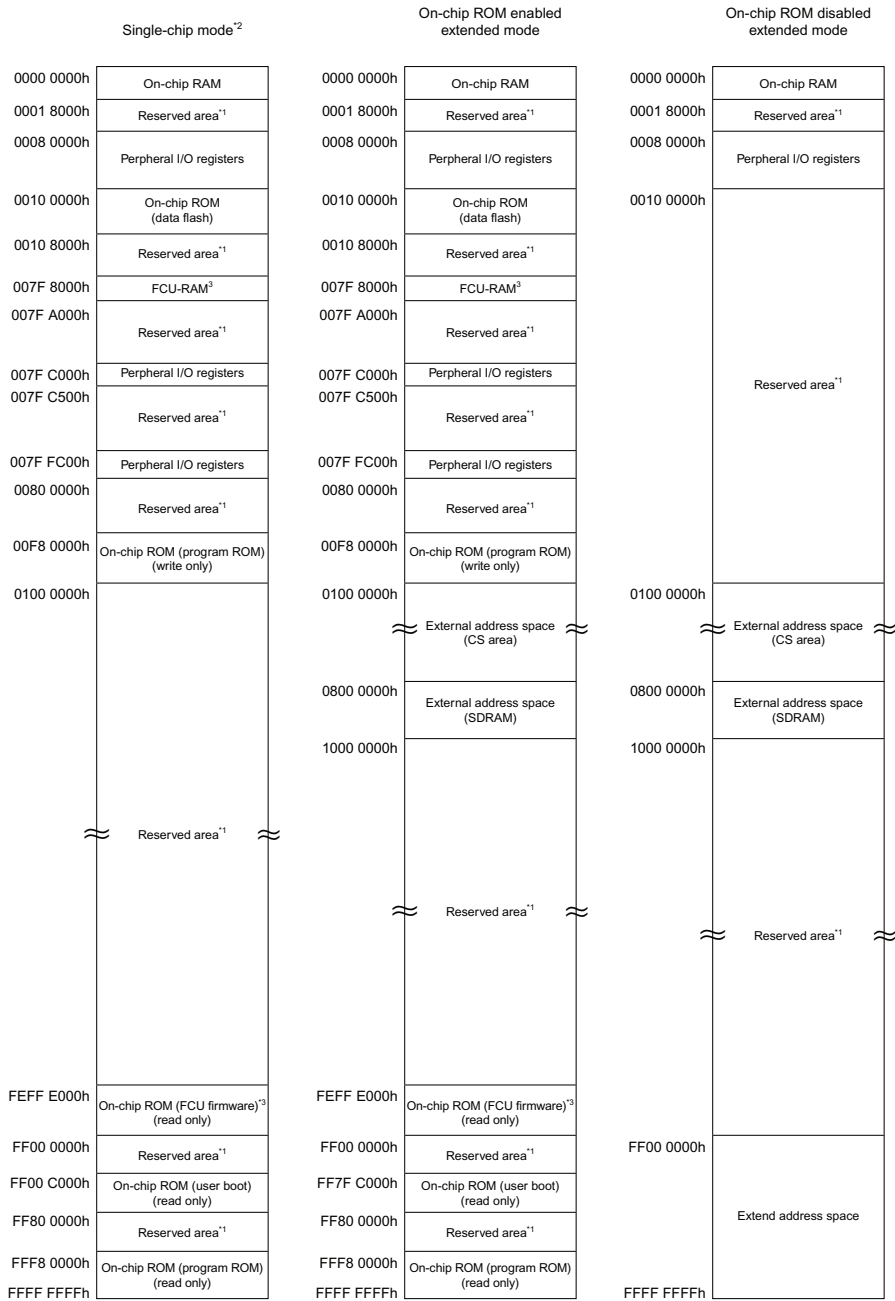 Single-chip mode*2
0000 0000h
On-chip RAM
0001 8000h
Reserved area*1
0008 0000h
Perpheral I/O registers
0010 0000h
On-chip ROM
(data flash)
0010 8000h
Reserved area*1
007F 8000h
FCU-RAM3
007F A000h
Reserved area*1
007F C000h
Perpheral I/O registers
007F C500h
Reserved area*1
007F FC00h
Perpheral I/O registers
0080 0000h
Reserved area*1
00F8 0000h
On-chip ROM (program ROM)
(write only)
0100 0000h
Reserved area*1
FEFF E000h
On-chip ROM (FCU firmware)*3
(read only)
FF00 0000h
Reserved area*1
FF00 C000h
On-chip ROM (user boot)
(read only)
FF80 0000h
Reserved area*1
FFF8 0000h
On-chip ROM (program ROM)
(read only)
FFFF FFFFh
On-chip ROM enabled
extended mode
0000 0000h
On-chip RAM
0001 8000h
Reserved area*1
0008 0000h
Perpheral I/O registers
0010 0000h
On-chip ROM
(data flash)
0010 8000h
Reserved area*1
007F 8000h
FCU-RAM3
007F A000h
Reserved area*1
007F C000h
Perpheral I/O registers
007F C500h
Reserved area*1
007F FC00h
Perpheral I/O registers
0080 0000h
Reserved area*1
00F8 0000h
On-chip ROM (program ROM)
(write only)
0100 0000h
External address space
(CS area)
0800 0000h
External address space
(SDRAM)
1000 0000h
Reserved area*1
FEFF E000h
On-chip ROM (FCU firmware)*3
(read only)
FF00 0000h
Reserved area*1
FF7F C000h
On-chip ROM (user boot)
(read only)
FF80 0000h
Reserved area*1
FFF8 0000h
On-chip ROM (program ROM)
(read only)
FFFF FFFFh
On-chip ROM disabled
extended mode
0000 0000h
On-chip RAM
0001 8000h
Reserved area*1
0008 0000h
Perpheral I/O registers
0010 0000h
Reserved area*1
0100 0000h
External address space
(CS area)
0800 0000h
External address space
(SDRAM)
1000 0000h
Reserved area*1
FF00 0000h
Extend address space
FFFF FFFFh